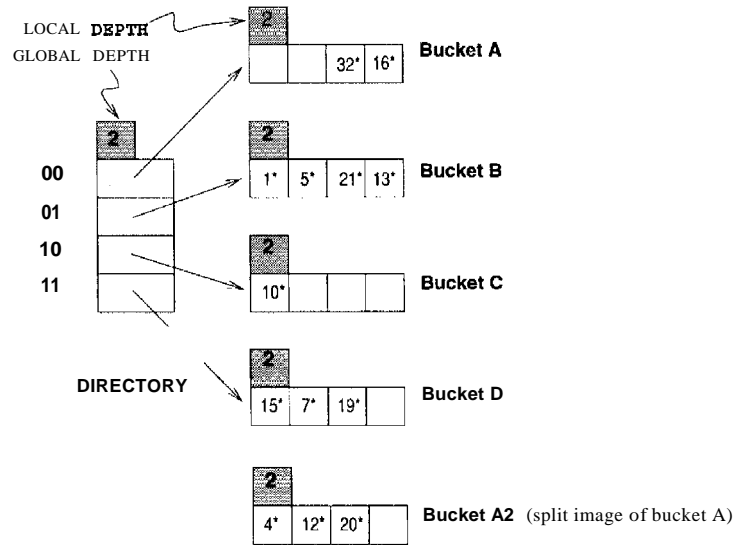 LOCAL DEPTH
GLOBAL DEPTH
2
32* 16*
Bucket A
2
00
01
10
11
DIRECTORY
2
1* 5* 21* 13*
Bucket B
2
10*
Bucket C
2
15* 7* 19*
Bucket D
2
4* 12* 20*
Bucket A2 (split image of bucket A)